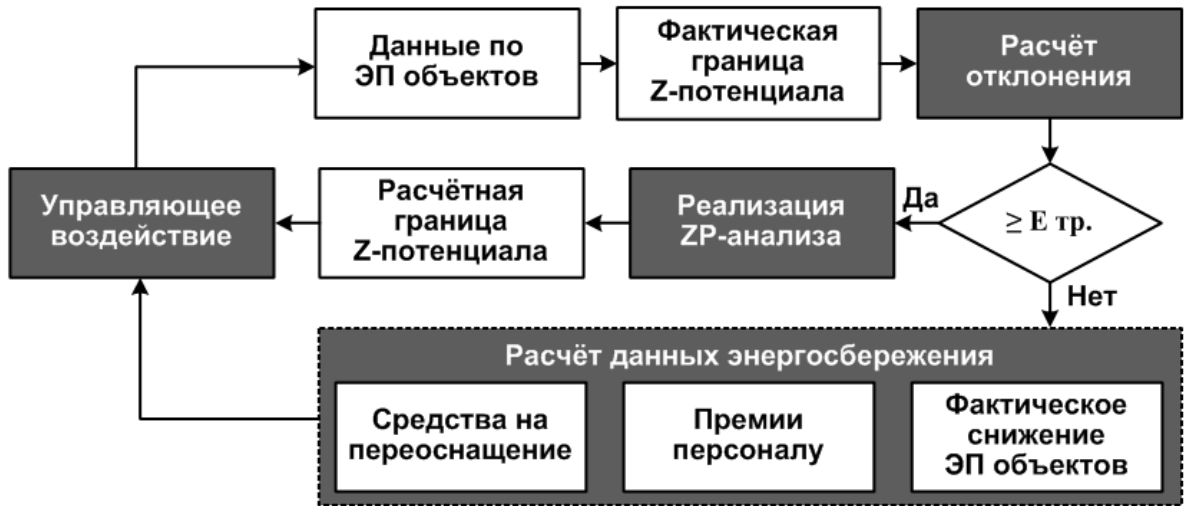 Данные по
ЭП объектов
Фактическая
граница
Z-потенциала
Расчёт
отклонения
Управляющее
воздействие
Расчётная
граница
Z-потенциала
Реализация
ZP-анализа
Да
≥ Е тр.
Нет
Расчёт данных энергосбережения
Средства на
переоснащение
Премии
персоналу
Фактическое
снижение
ЭП объектов